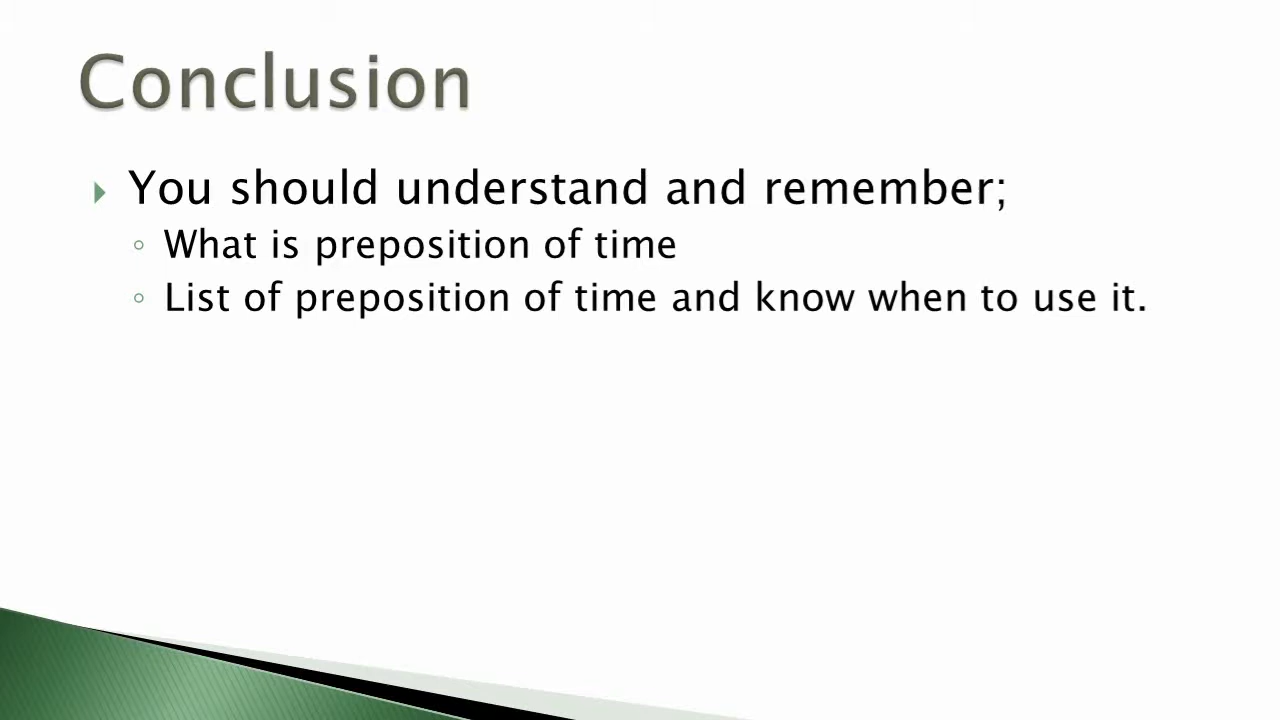 Conclusion
You should understand and remember;
What is preposition of time
List of preposition of time and know when to use it.